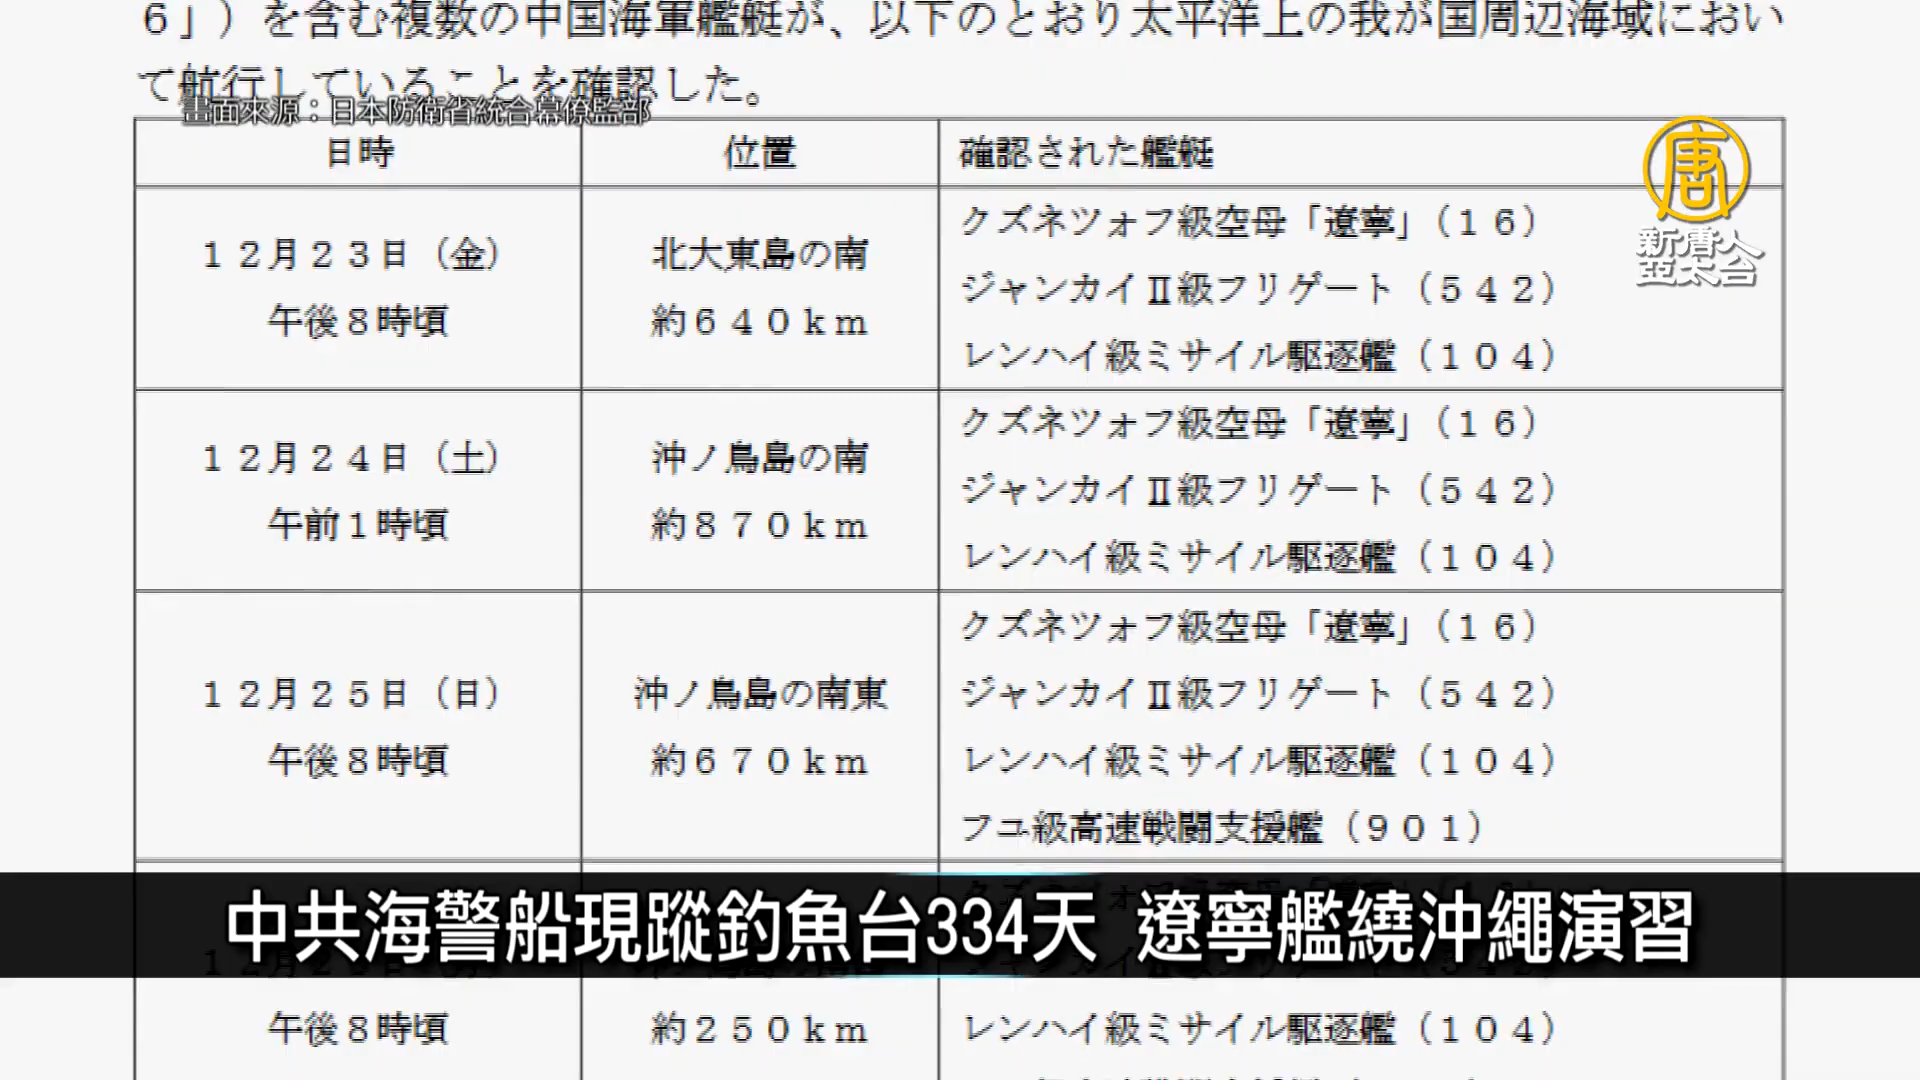 6」）を含む複数の中国海軍艦艇が、以下のとおり太平洋上の我が国周辺海域におい
て航行していることを確認した。
畫面來源：日本防衛省統合幕僚監部
日時 位置 確認された艦艇
唐
新唐人
亞太台
１２月２３日（金）
午後８時頃
北大東島の南
約６４０ｋｍ
クズネツォフ級空母「遼寧」（１６）
ジャンカイⅡ級フリゲート（５４２）
レンハイ級ミサイル駆逐艦（１０４）
１２月２４日（土）
午前１時頃
沖ノ鳥島の南
約８７０ｋｍ
クズネツォフ級空母「遼寧」（１６）
ジャンカイⅡ級フリゲート（５４２）
レンハイ級ミサイル駆逐艦（１０４）
１２月２５日（日）
午後８時頃
沖ノ鳥島の南東
約６７０ｋｍ
クズネツォフ級空母「遼寧」（１６）
ジャンカイⅡ級フリゲート（５４２）
レンハイ級ミサイル駆逐艦（１０４）
フユ級高速戦闘支援艦（９０１）
中共海警船現蹤釣魚台334天 遼寧艦繞沖繩演習
午後８時頃
約２５０ｋｍ
レンハイ級ミサイル駆逐艦（１０４）